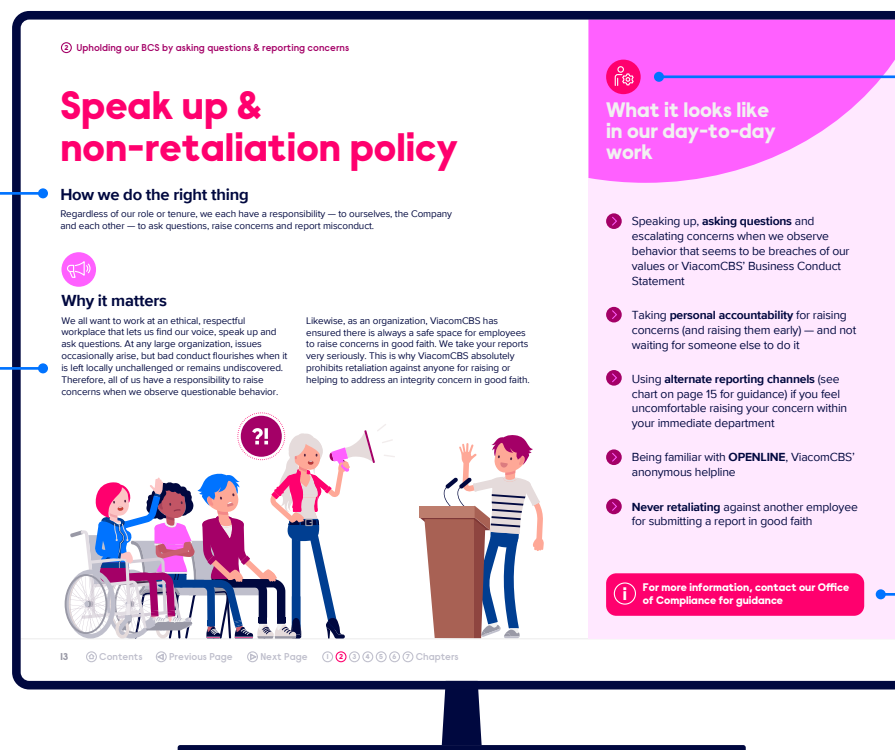 2 Upholding our BCS by asking questions & reporting concerns
Speak up &
non-retaliation policy
How we do the right thing
Regardless of our role or tenure, we each have a responsibility — to ourselves, the Company
and each other — to ask questions, raise concerns and report misconduct.
Why it matters
We all want to work at an ethical, respectful
workplace that lets us find our voice, speak up and
ask questions. At any large organization, issues
occasionally arise, but bad conduct flourishes when it
is left locally unchallenged or remains undiscovered.
Therefore, all of us have a responsibility to raise
concerns when we observe questionable behavior.
Likewise, as an organization, ViacomCBS has
ensured there is always a safe space for employees
to raise concerns in good faith. We take your reports
very seriously. This is why ViacomCBS absolutely
prohibits retaliation against anyone for raising or
helping to address an integrity concern in good faith.
?!
What it looks like
in our day-to-day
work
Speaking up, asking questions and
escalating concerns when we observe
behavior that seems to be breaches of our
values or ViacomCBS' Business Conduct
Statement
Taking personal accountability for raising
concerns (and raising them early) — and not
waiting for someone else to do it
Using alternate reporting channels (see
chart on page 15 for guidance) if you feel
uncomfortable raising your concern within
your immediate department
Being familiar with OPENLINE, ViacomCBS'
anonymous helpline
Never retaliating against another employee
for submitting a report in good faith
i
For more information, contact our Office
of Compliance for guidance
13 Contents Previous Page Next Page 1 2 3 4 5 6 7 Chapters